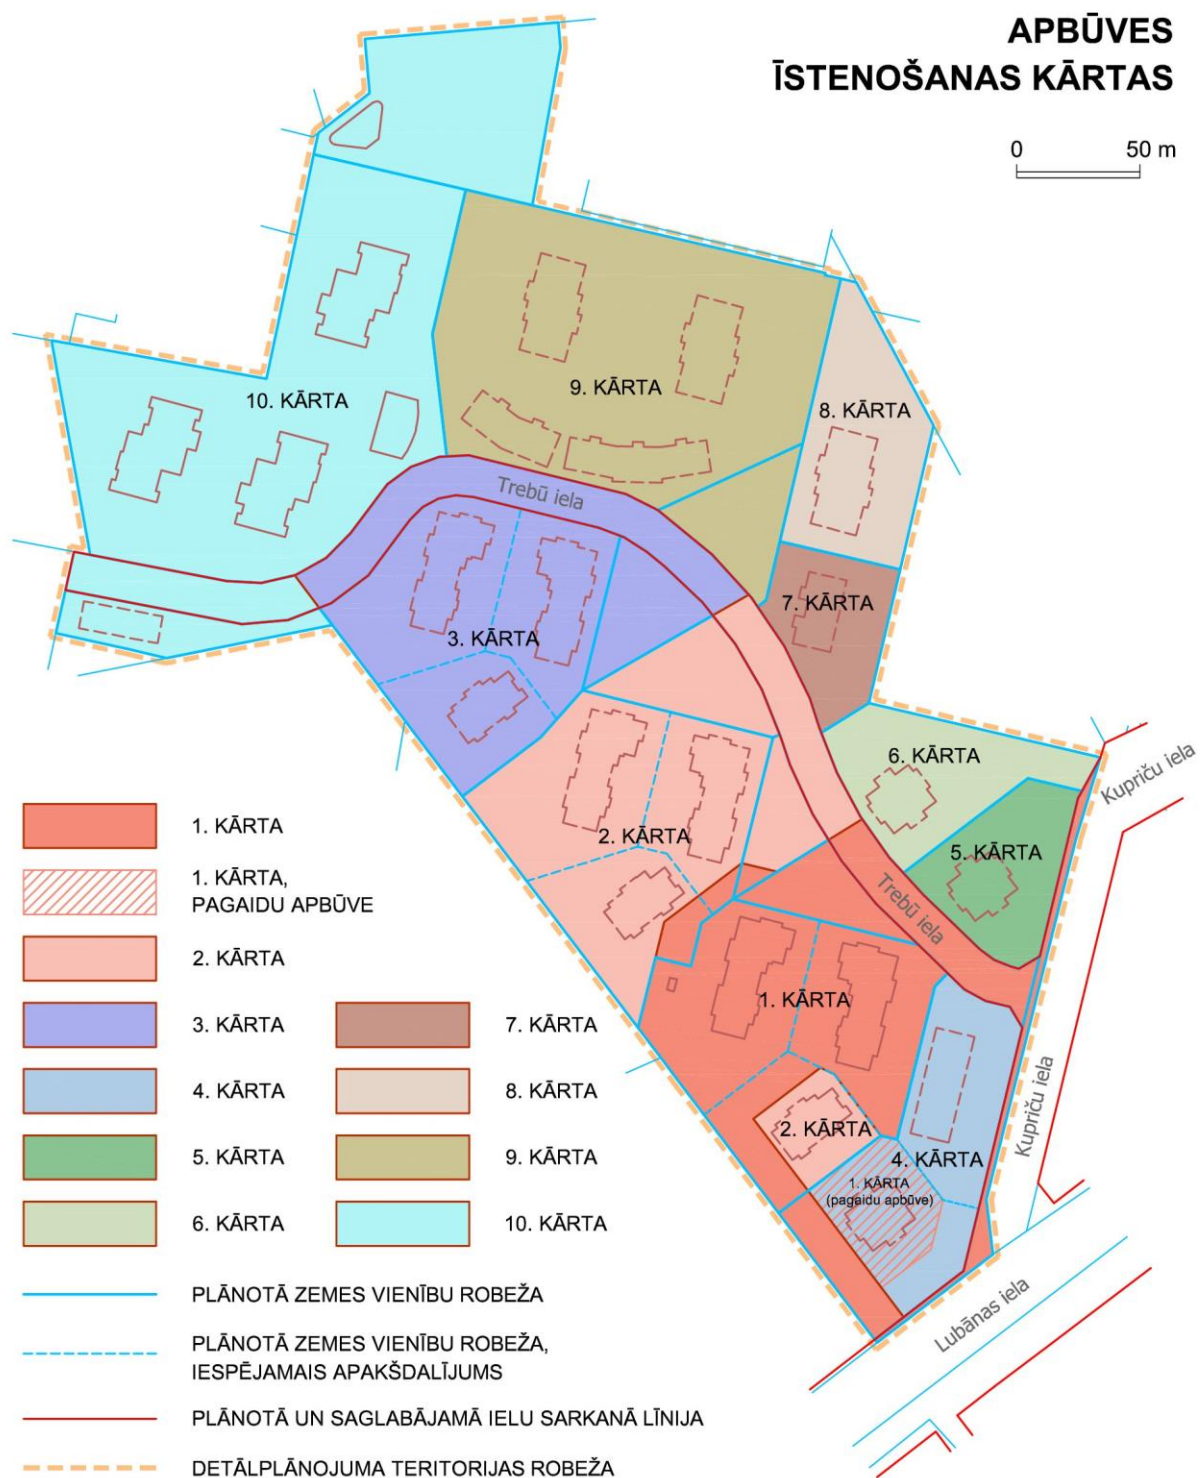 APBŪVES
ĪSTENOŠANAS KĀRTAS
0 50 m
9. KĀRTA
10. KĀRTA
8. KĀRTA
Trebū iela
7. KĀRTA
3. KĀRTA
6. KĀRTA
Kupriču iela
2. KĀRTA
5. KĀRTA
Trebū iela
1. KĀRTA
Kupriču iela
2. KĀRTA
4. KĀRTA
1. KĀRTA
(pagaidu apbūve)
Lubānas iela
1. KĀRTA
1. KĀRTA,
PAGAIDU APBŪVE
2. KĀRTA
3. KĀRTA
7. KĀRTA
4. KĀRTA
8. KĀRTA
5. KĀRTA
9. KĀRTA
6. KĀRTA
10. KĀRTA
PLĀNOTĀ ZEMES VIENĪBU ROBEŽA
PLĀNOTĀ ZEMES VIENĪBU ROBEŽA,
IESPĒJAMAIS APAKŠDALĪJUMS
PLĀNOTĀ UN SAGLABĀJAMĀ IELU SARKANĀ LĪNIJA
DETĀLPLĀNOJUMA TERITORIJAS ROBEŽA